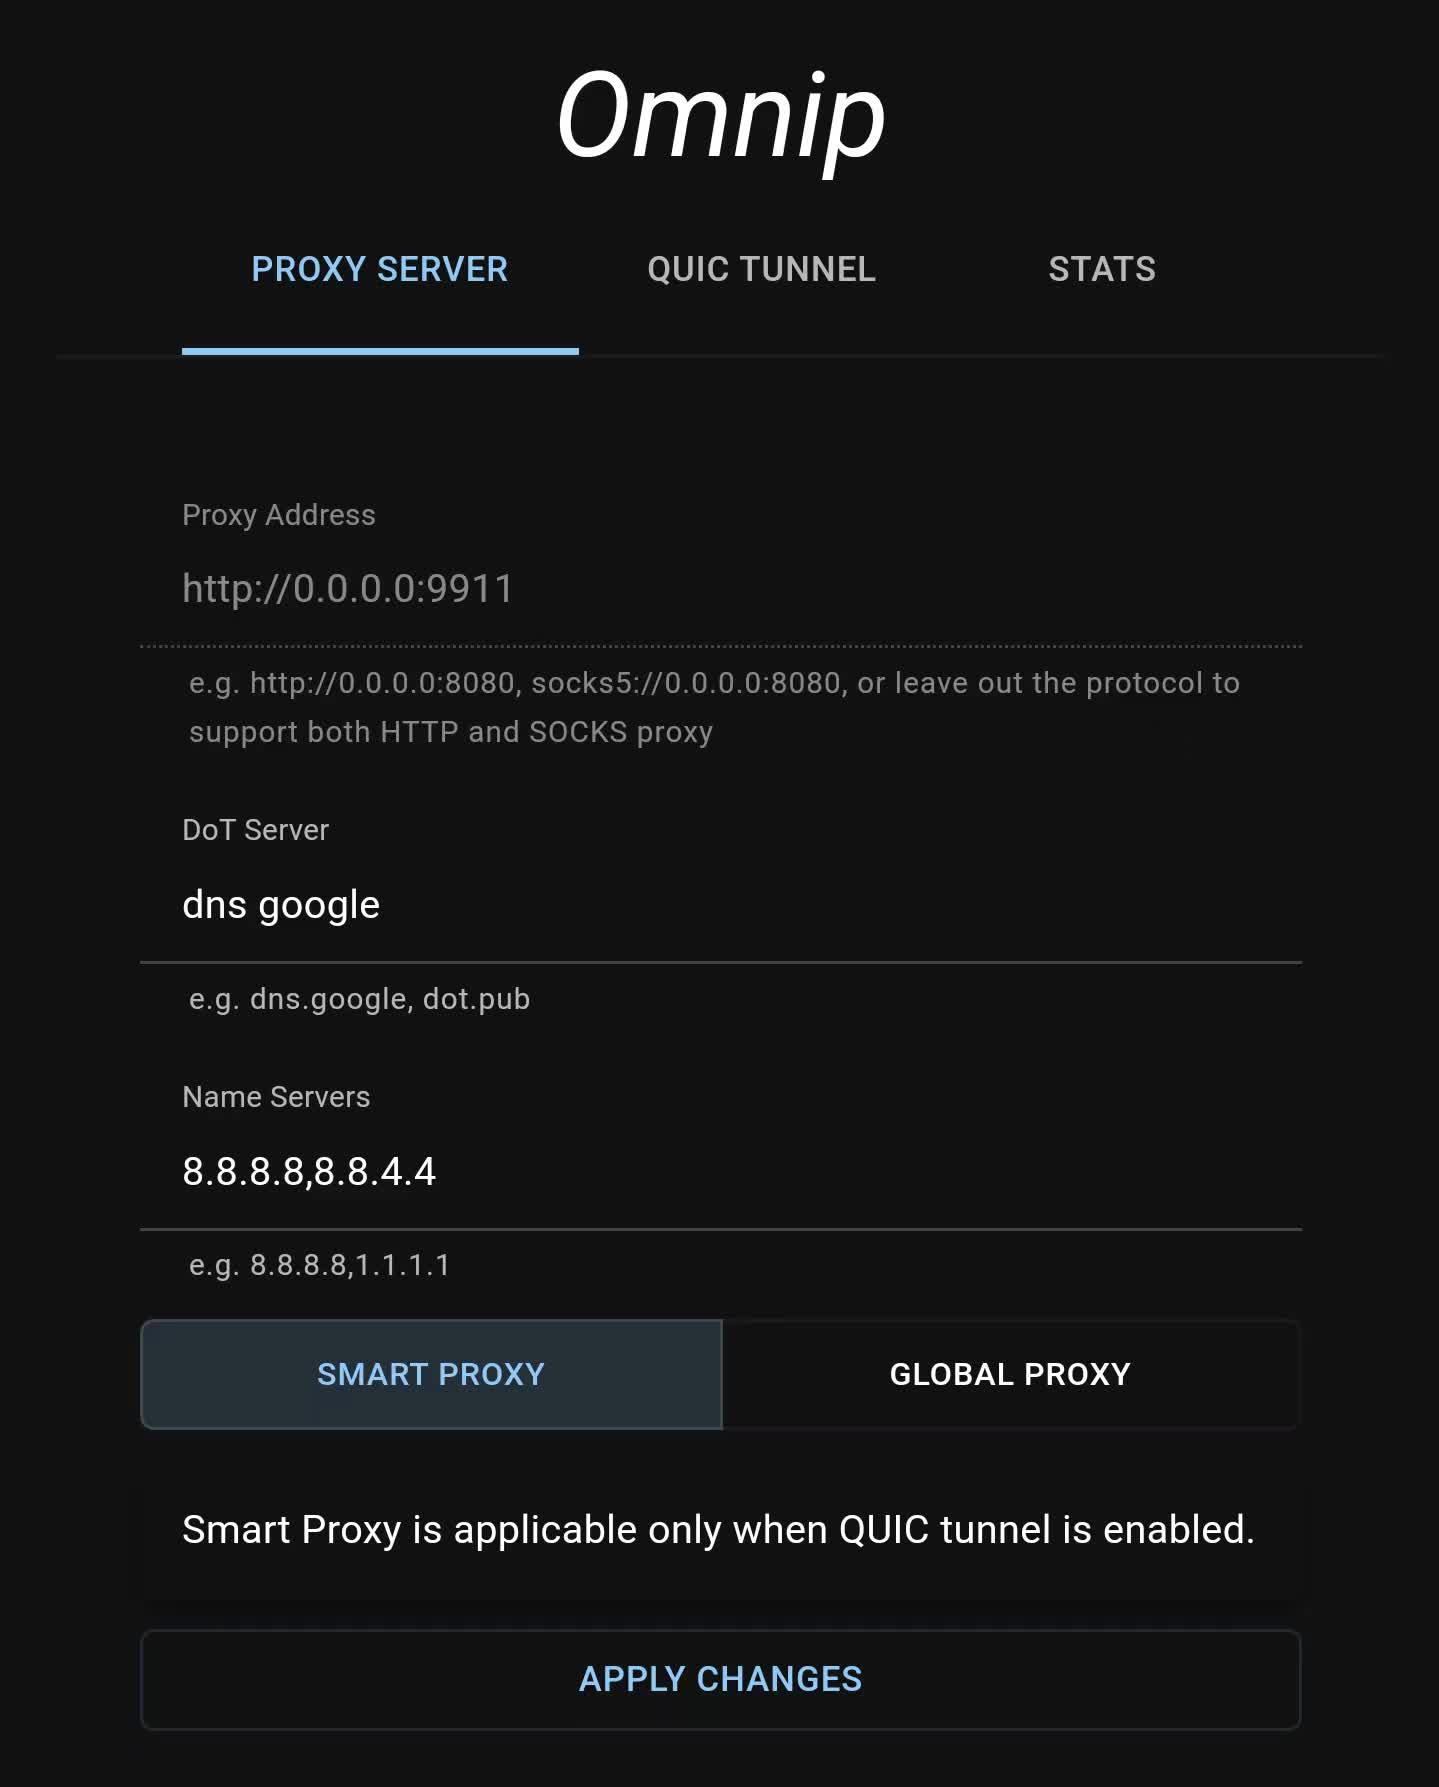 Omnip
PROXY SERVER
QUIC TUNNEL
STATS
Proxy Address
http://0.0.0.0:9911
e.g. http://0.0.0.0:8080, socks5://0.0.0.0:8080, or leave out the protocol to
support both HTTP and SOCKS proxy
DoT Server
dns google
e.g. dns.google, dot.pub
Name Servers
8.8.8.8,8.8.4.4
e.g. 8.8.8.8,1.1.1.1
SMART PROXY
GLOBAL PROXY
Smart Proxy is applicable only when QUIC tunnel is enabled.
APPLY CHANGES